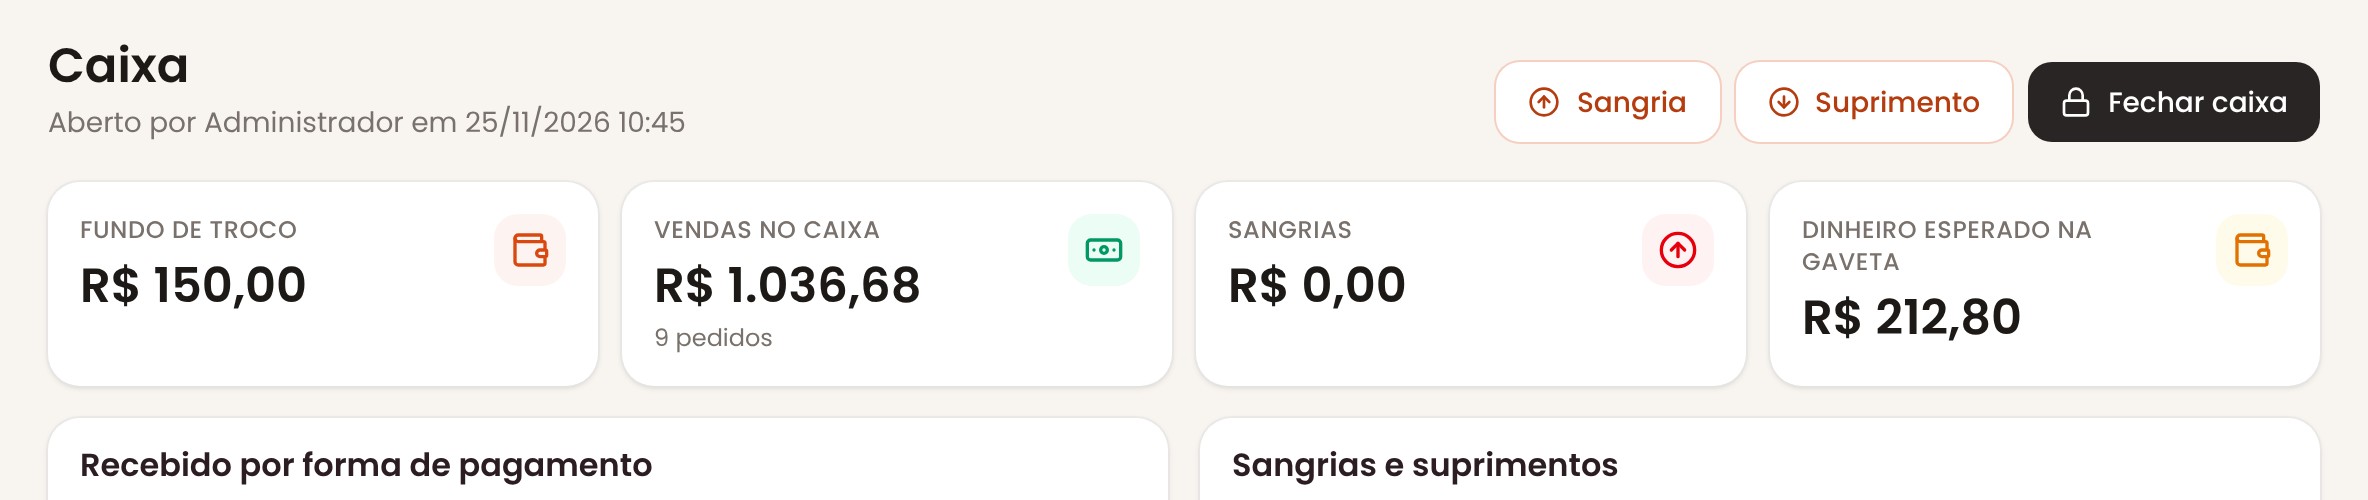 Caixa
Aberto por Administrador em 25/11/2026 10:45
Sangria
Suprimento
Fechar caixa
FUNDO DE TROCO
R$ 150,00
VENDAS NO CAIXA
R$ 1.036,68
9 pedidos
SANGRIAS
R$ 0,00
DINHEIRO ESPERADO NA
GAVETA
R$ 212,80
Recebido por forma de pagamento
Sangrias e suprimentos